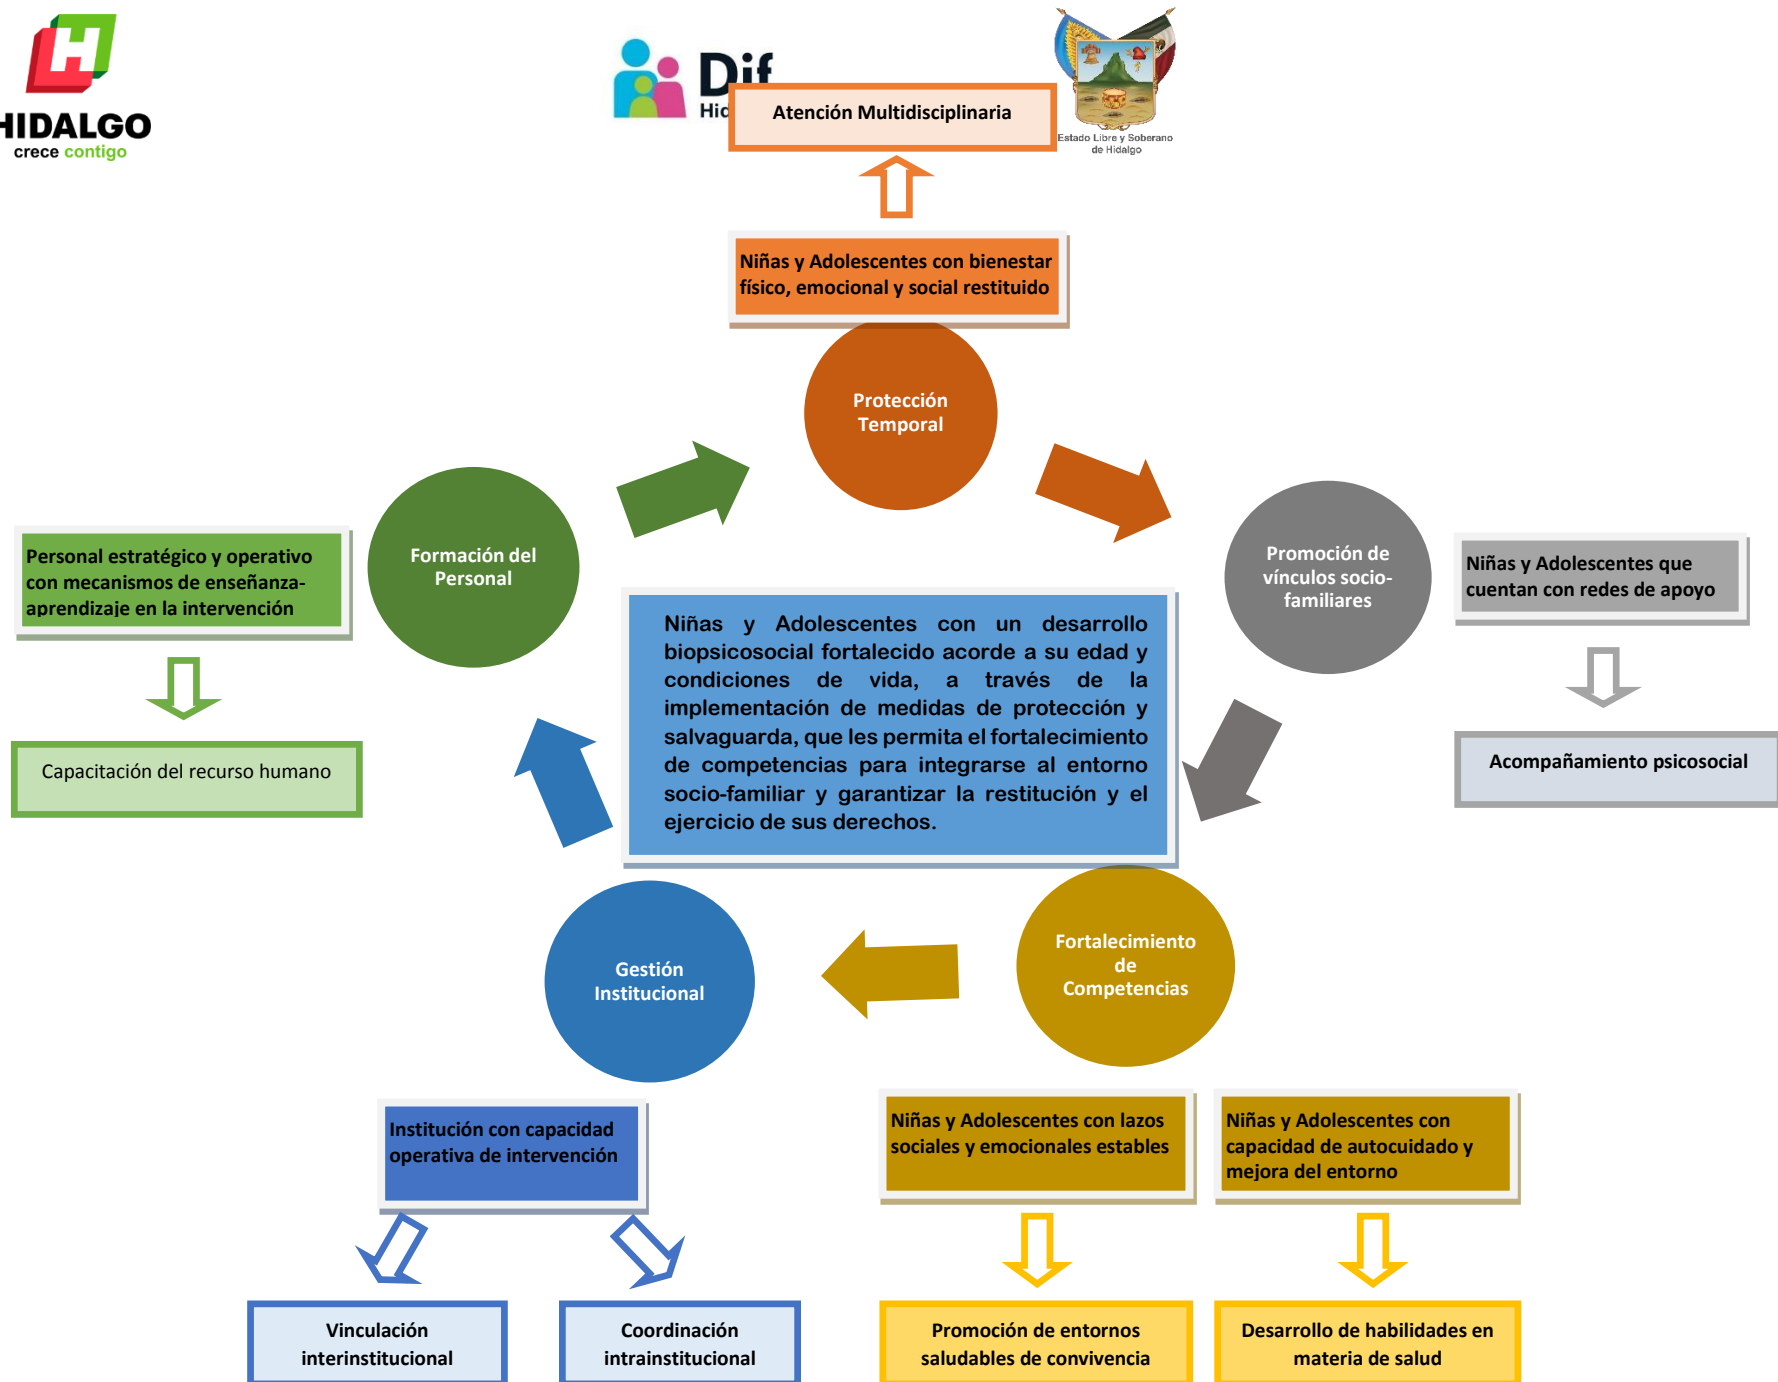 HIDALGO
crece contigo
Dif
Estado Libre y Soberano
de Hidalgo
Atención Multidisciplinaria
Niñas y Adolescentes con bienestar
físico, emocional y social restituido
Protección
Temporal
Formación del
Personal
Promoción de
vínculos socio-
familiares
Personal estratégico y operativo
con mecanismos de enseñanza-
aprendizaje en la intervención
Niñas y Adolescentes que
cuentan con redes de apoyo
Niñas y Adolescentes con un desarrollo
biopsicosocial fortalecido acorde a su edad y
condiciones de vida, a través de la
implementación de medidas de protección y
salvaguarda, que les permita el fortalecimiento
de competencias para integrarse al entorno
socio-familiar y garantizar la restitución y el
ejercicio de sus derechos.
Capacitación del recurso humano
Acompañamiento psicosocial
Gestión
Institucional
Fortalecimiento
de
Competencias
Institución con capacidad
operativa de intervención
Niñas y Adolescentes con lazos
sociales y emocionales estables
Niñas y Adolescentes con
capacidad de autocuidado y
mejora del entorno
Vinculación
interinstitucional
Coordinación
intrainstitucional
Promoción de entornos
saludables de convivencia
Desarrollo de habilidades en
materia de salud